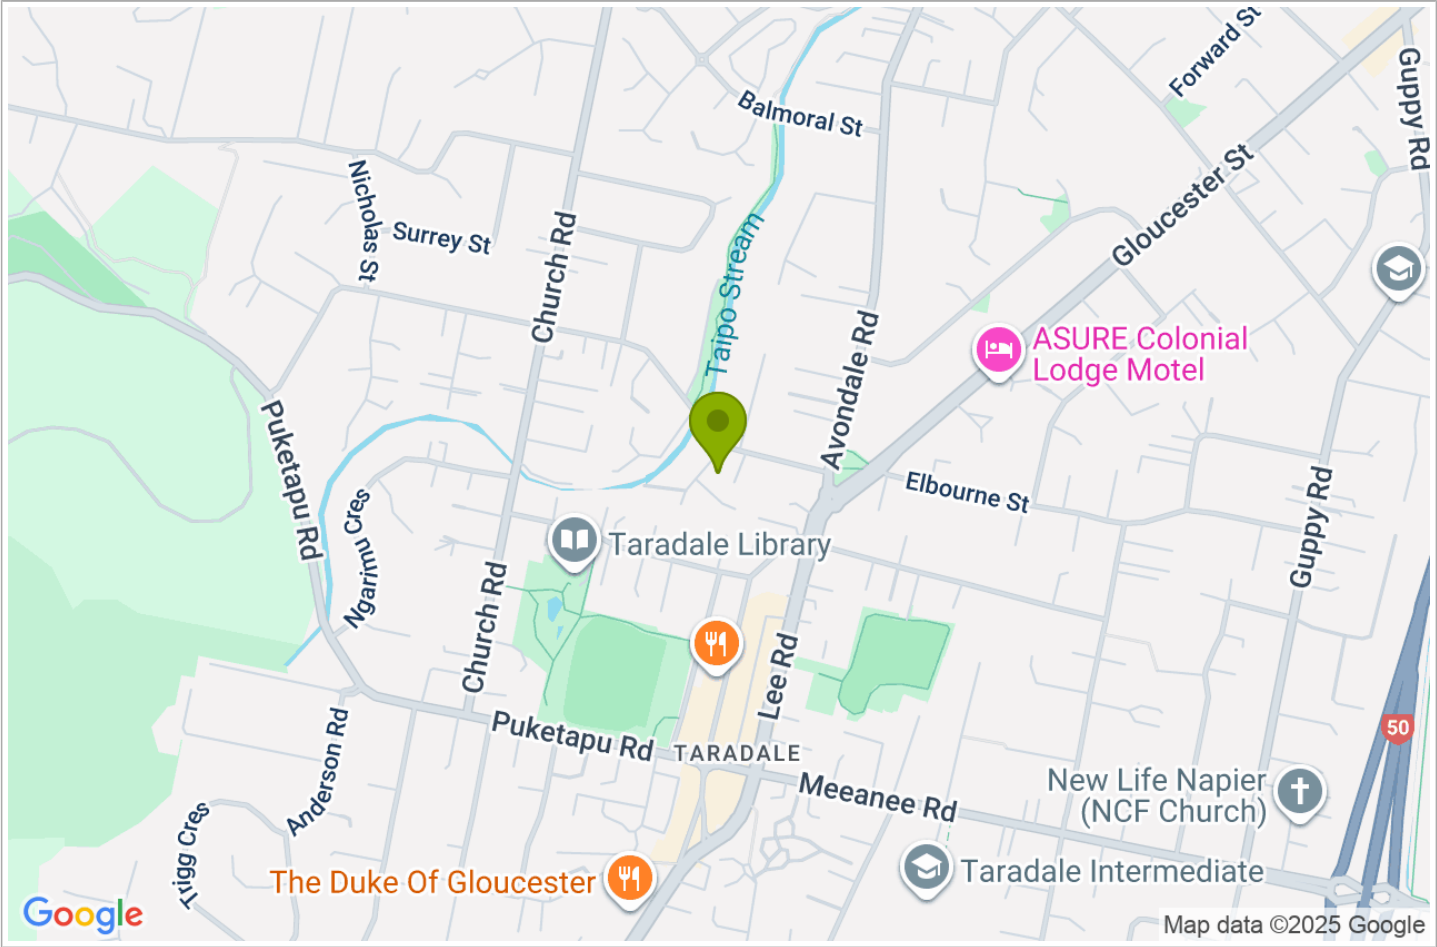 Forward St
Guppy Rd
Balmoral St
Gloucester St
Nicholas St
Surrey St
Church Rd
Taipo Stream
Avondale Rd
ASURE Colonial
Lodge Motel
Puketapu Rd
Ngarimu Cres
Elbourne St
Guppy Rd
Taradale Library
Church Rd
Lee Rd
Puketapu Rd
TARADALE
50
Anderson Rd
Meeanee Rd
New Life Napier
(NCF Church)
Trigg Cres
The Duke Of Gloucester
Taradale Intermediate
Google
Map data ©2025 Google